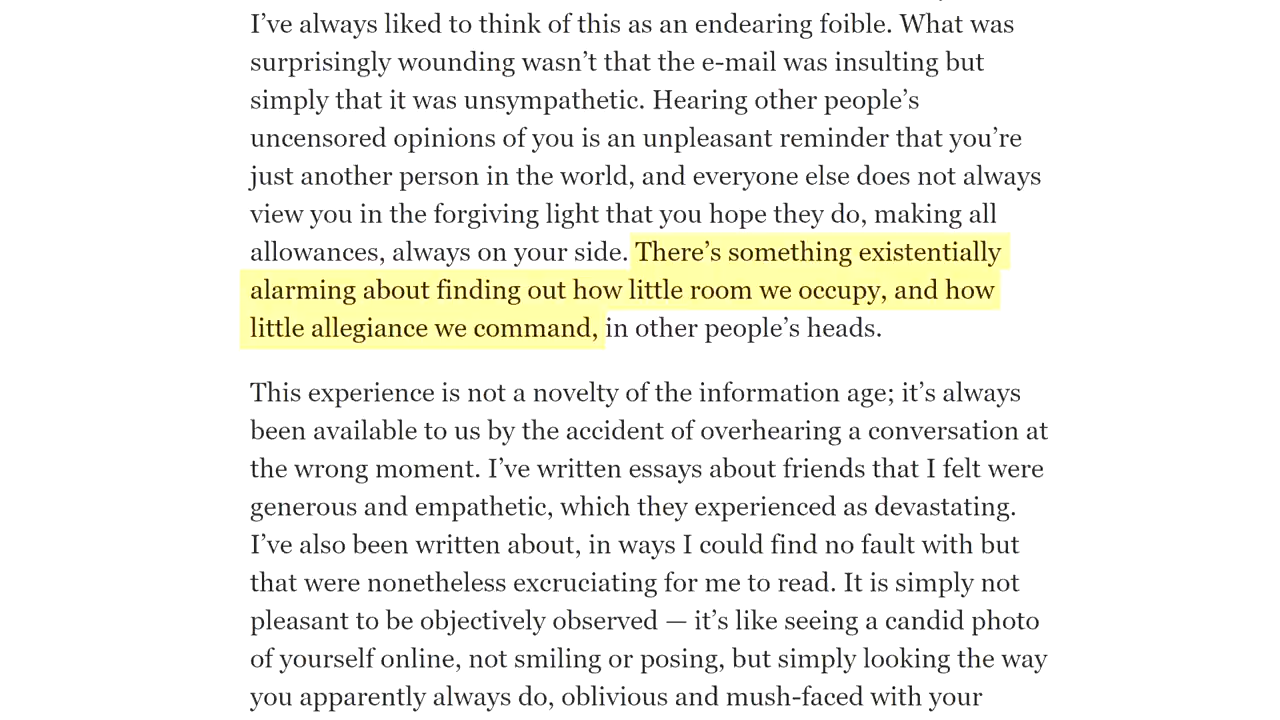 I’ve always liked to think of this as an endearing foible. What was
surprisingly wounding wasn’t that the e-mail was insulting but
simply that it was unsympathetic. Hearing other people’s
uncensored opinions of you is an unpleasant reminder that you’re
just another person in the world, and everyone else does not always
view you in the forgiving light that you hope they do, making all
allowances, always on your side. There’s something existentially
alarming about finding out how little room we occupy, and how
little allegiance we command, in other people’s heads.
This experience is not a novelty of the information age; it’s always
been available to us by the accident of overhearing a conversation at
the wrong moment. I’ve written essays about friends that I felt were
generous and empathetic, which they experienced as devastating.
I’ve also been written about, in ways I could find no fault with but
that were nonetheless excruciating for me to read. It is simply not
pleasant to be objectively observed — it’s like seeing a candid photo
of yourself online, not smiling or posing, but simply looking the way
you apparently always do, oblivious and mush-faced with your